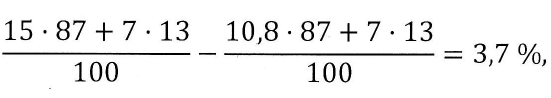 (15 · 87 + 7 · 13)/100 − (10,8 · 87 + 7 · 13)/100 = 3,7 %,